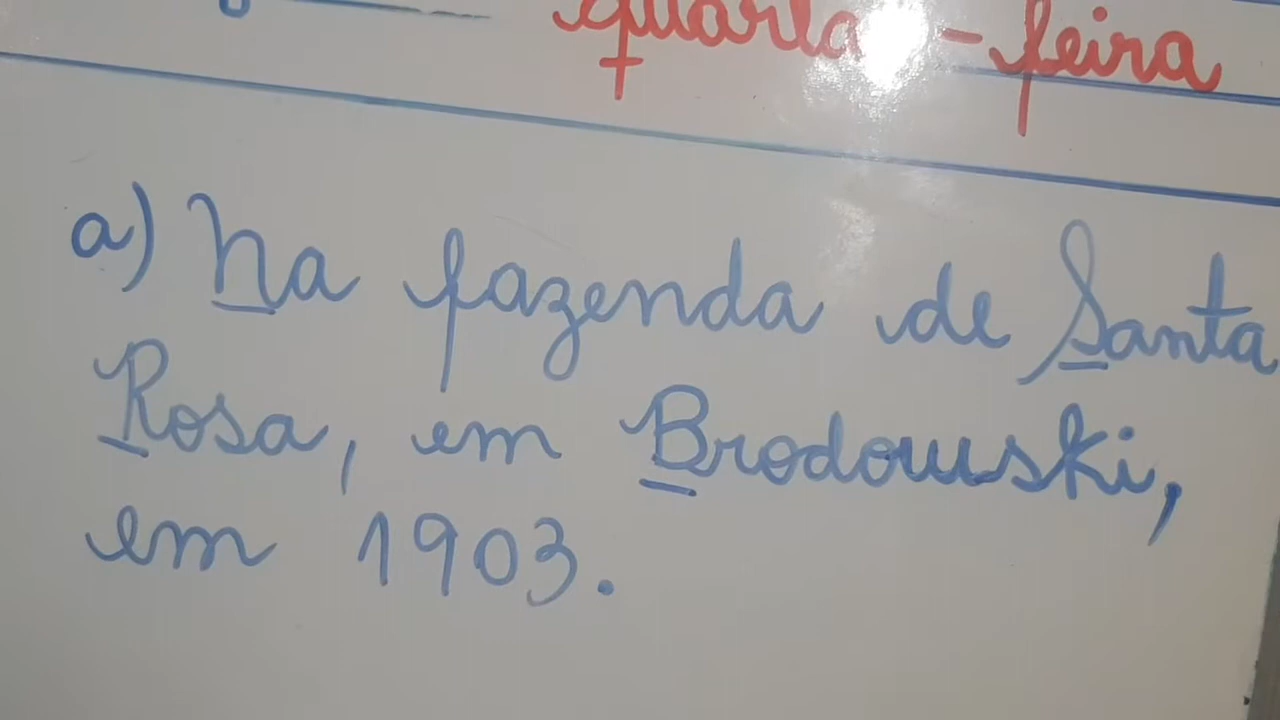 quarta-feira
a) Na fazenda de Santa
Rosa, em Brodowski,
em 1903.